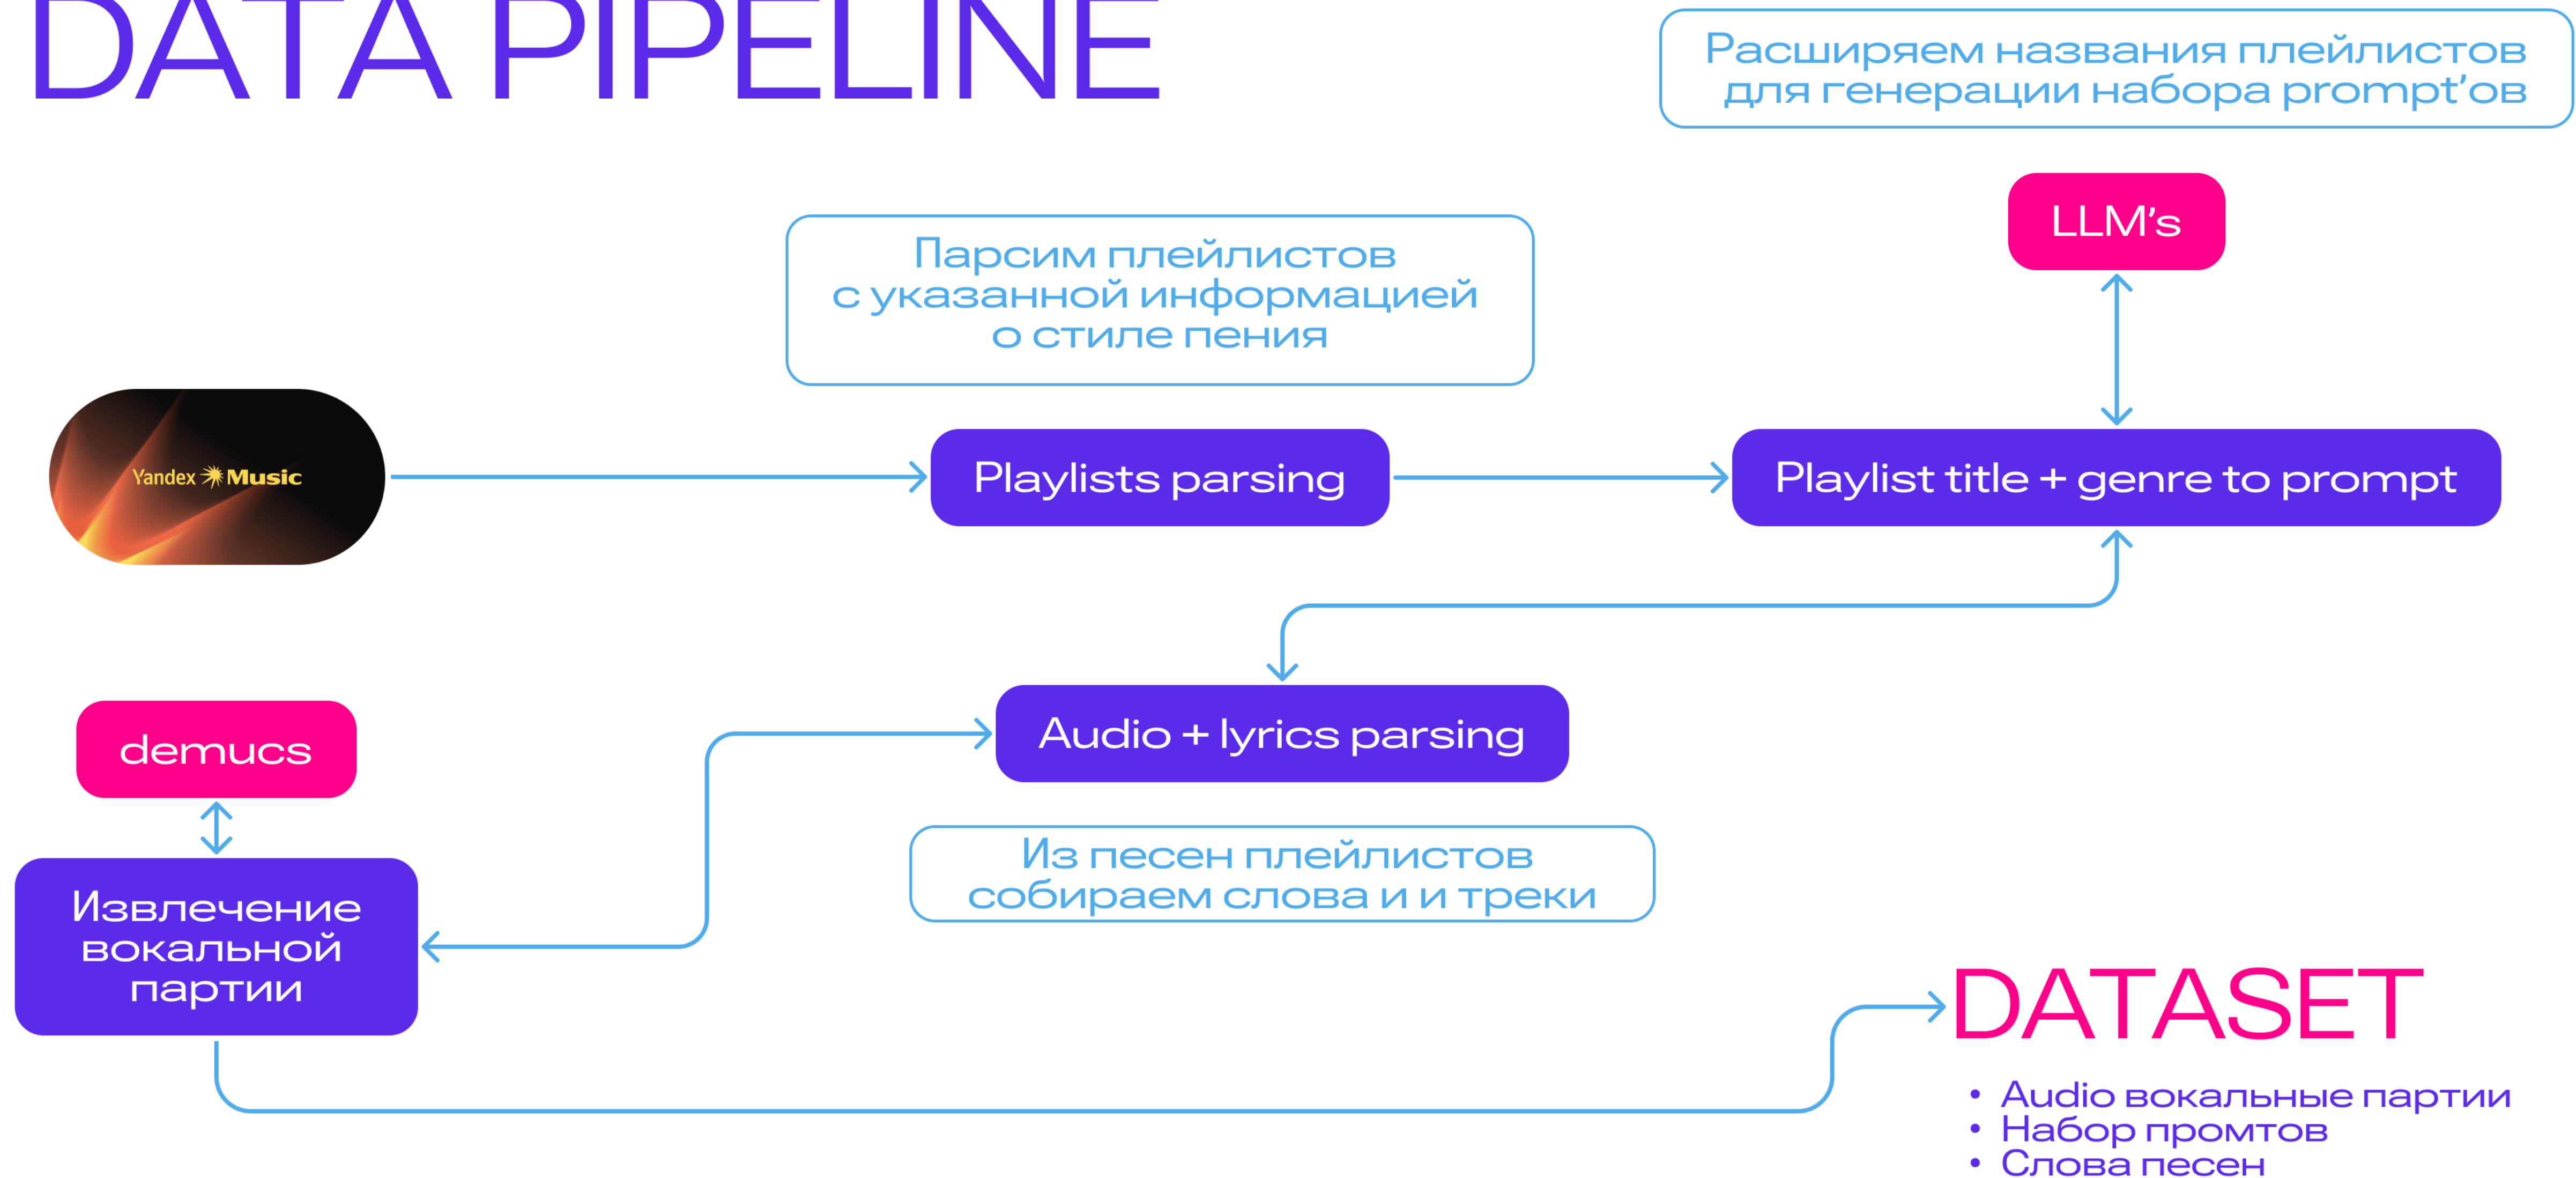 DATA PIPELINE
Расширяем названия плейлистов
для генерации набора prompt’ов
LLM’s
Парсим плейлистов
с указанной информацией
о стиле пения
Yandex Music
Playlists parsing
Playlist title + genre to prompt
demucs
Audio + lyrics parsing
Из песен плейлистов
собираем слова и и треки
Извлечение
вокальной
партии
DATASET
• Audio вокальные партии
• Набор промтов
• Слова песен